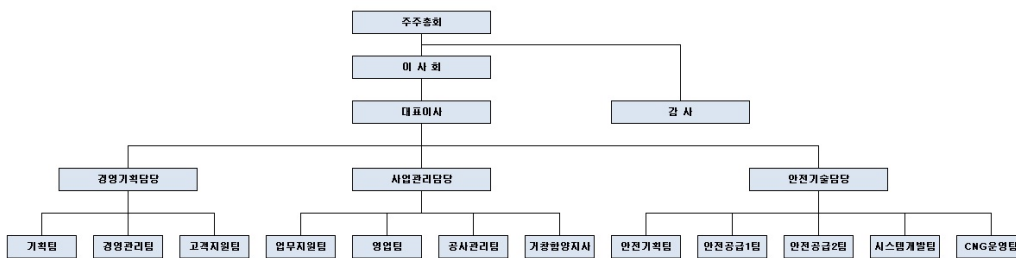 주주총회
이 사 회
대표이사
감 사
경영기획담당
사업관리담당
안전기술담당
기획팀
경영관리팀
고객지원팀
업무지원팀
영업팀
공사관리팀
거창함양지사
안전기획팀
안전공급1팀
안전공급2팀
시스템개발팀
CNG운영팀